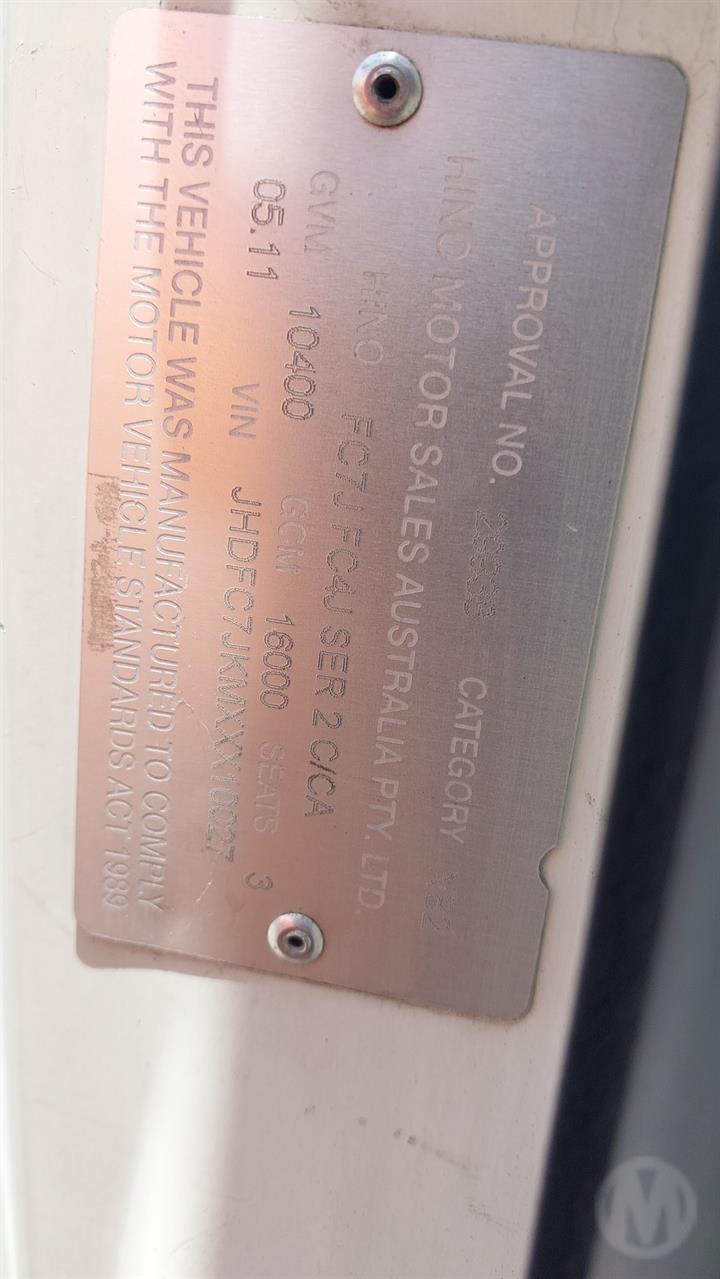 APPROVAL NO. CATEGORY
HINO MOTOR SALES AUSTRALIA PTY. LTD.
HINO FC7J FC4J SER 2 C/CA
GVM 10400 GCM 16000 SEATS 3
05.11 VIN JHDFC7JKMXXX10027
THIS VEHICLE WAS MANUFACTURED TO COMPLY
WITH THE MOTOR VEHICLE STANDARDS ACT 1989
M